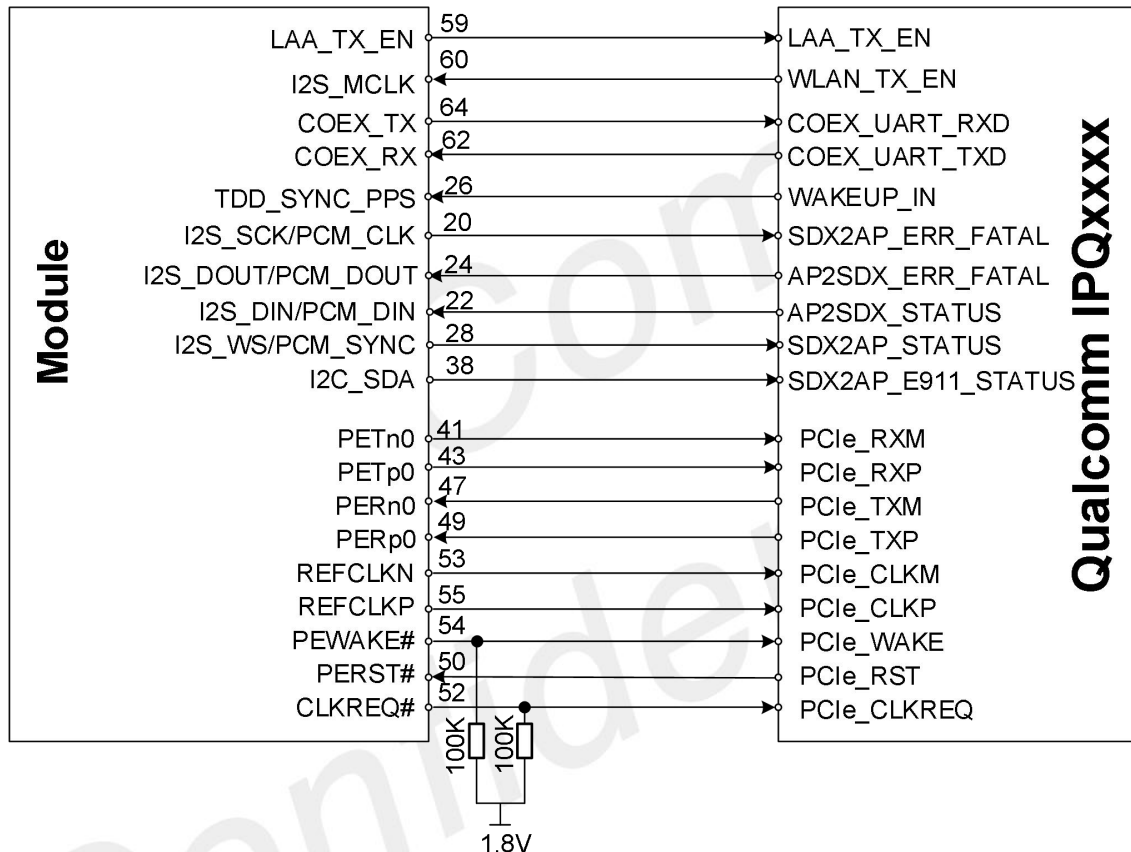 LAA_TX_EN 59 LAA_TX_EN
I2S_MCLK 60 WLAN_TX_EN
COEX_TX 64 COEX_UART_RXD
COEX_RX 62 COEX_UART_TXD
TDD_SYNC_PPS 26 WAKEUP_IN
I2S_SCK/PCM_CLK 20 SDX2AP_ERR_FATAL
I2S_DOUT/PCM_DOUT 24 AP2SDX_ERR_FATAL
I2S_DIN/PCM_DIN 22 AP2SDX_STATUS
I2S_WS/PCM_SYNC 28 SDX2AP_STATUS
I2C_SDA 38 SDX2AP_E911_STATUS
PETn0 41 PCIe_RXM
PETp0 43 PCIe_RXP
PERn0 47 PCIe_TXM
PERp0 49 PCIe_TXP
REFCLKN 53 PCIe_CLKM
REFCLKP 55 PCIe_CLKP
PEWAKE# 54 PCIe_WAKE
PERST# 50 PCIe_RST
CLKREQ# 52 PCIe_CLKREQ
Module
Qualcomm IPQxxxx
100K 100K
1.8V